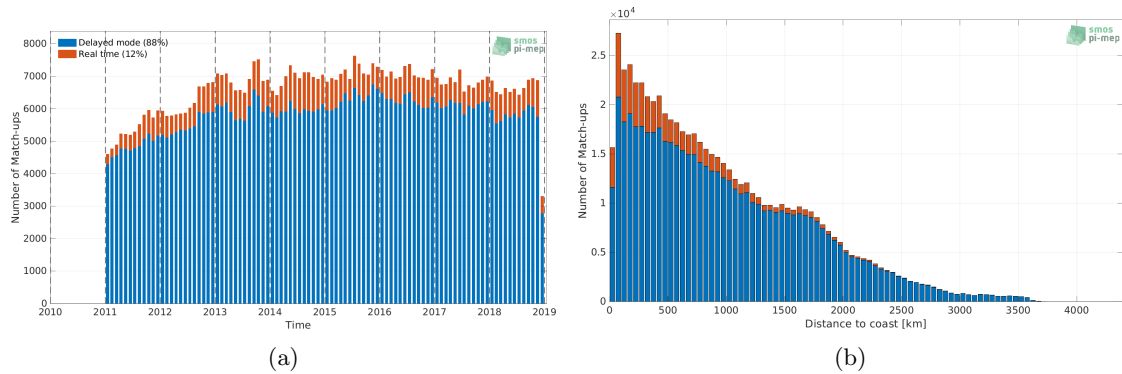 Delayed mode (88%)
Real time (12%)
smos
pi-mep
Number of Match-ups
8000
7000
6000
5000
4000
3000
2000
1000
0
2010 2011 2012 2013 2014 2015 2016 2017 2018 2019
Time
(a)
×10⁴
smos
pi-mep
Number of Match-ups
2.5
2
1.5
1
0.5
0
0 500 1000 1500 2000 2500 3000 3500 4000
Distance to coast [km]
(b)